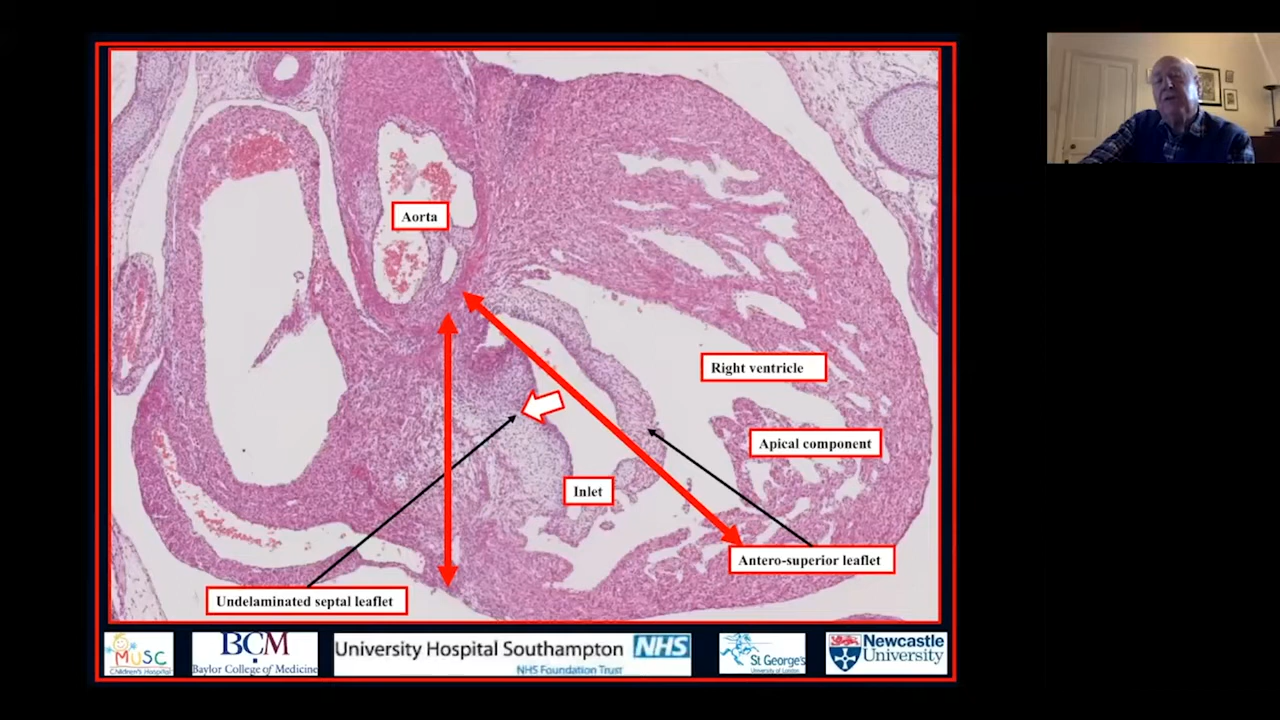 Aorta
Right ventricle
Apical component
Inlet
Antero-superior leaflet
Undelaminated septal leaflet
MUSC
Children's Hospital
BCM
Baylor College of Medicine
University Hospital Southampton
NHS
NHS Foundation Trust
St George's
University of London
Newcastle
University